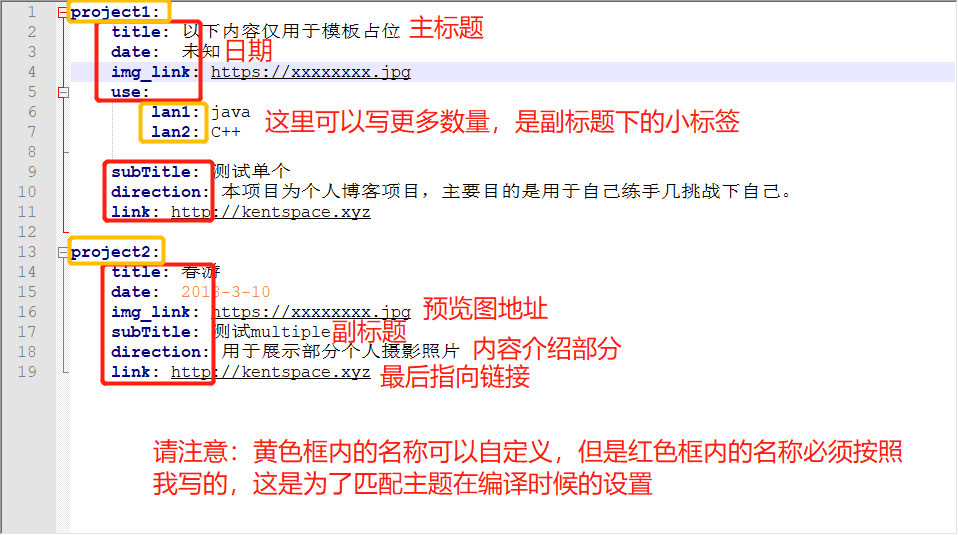 1 project1:
2 title: 以下内容仅用于模板占位 主标题
3 date: 未知 日期
4 img_link: https://xxxxxxxx.jpg
5 use:
6 lan1: java
7 lan2: C++ 这里可以写更多数量，是副标题下的小标签
8
9 subTitle: 测试单个
10 direction: 本项目为个人博客项目，主要目的是用于自己练手几挑战下自己。
11 link: http://kentspace.xyz
12
13 project2:
14 title: 春游
15 date: 2018-3-10
16 img_link: https://xxxxxxxx.jpg 预览图地址
17 subTitle: 测试multiple 副标题
18 direction: 用于展示部分个人摄影照片 内容介绍部分
19 link: http://kentspace.xyz 最后指向链接
请注意：黄色框内的名称可以自定义，但是红色框内的名称必须按照
我写的，这是为了匹配主题在编译时候的设置